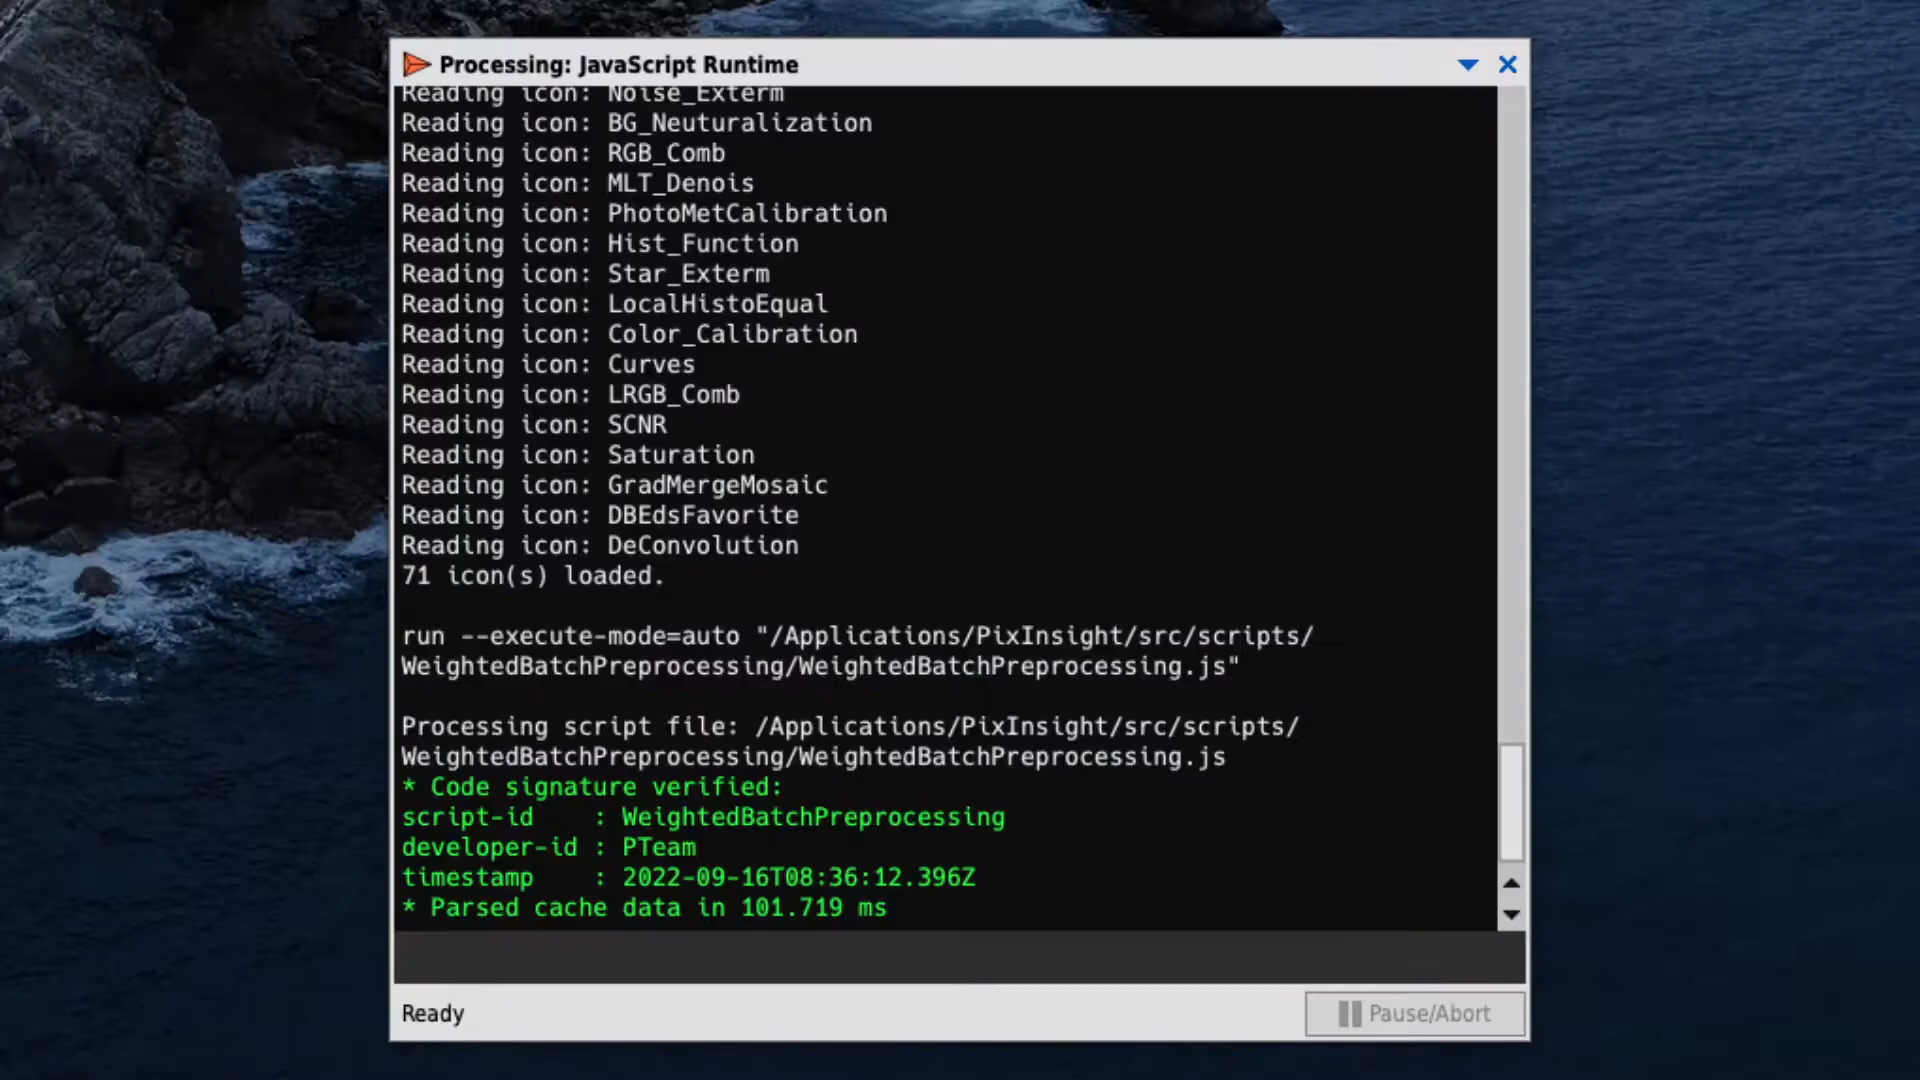 Processing: JavaScript Runtime
Reading icon: Noise_Exterm
Reading icon: BG_Neuturalization
Reading icon: RGB_Comb
Reading icon: MLT_Denois
Reading icon: PhotoMetCalibration
Reading icon: Hist_Function
Reading icon: Star_Exterm
Reading icon: LocalHistoEqual
Reading icon: Color_Calibration
Reading icon: Curves
Reading icon: LRGB_Comb
Reading icon: SCNR
Reading icon: Saturation
Reading icon: GradMergeMosaic
Reading icon: DBEdsFavorite
Reading icon: DeConvolution
71 icon(s) loaded.
run --execute-mode=auto "/Applications/PixInsight/src/scripts/
WeightedBatchPreprocessing/WeightedBatchPreprocessing.js"
Processing script file: /Applications/PixInsight/src/scripts/
WeightedBatchPreprocessing/WeightedBatchPreprocessing.js
* Code signature verified:
script-id    : WeightedBatchPreprocessing
developer-id : PTeam
timestamp    : 2022-09-16T08:36:12.396Z
* Parsed cache data in 101.719 ms
Ready
Pause/Abort